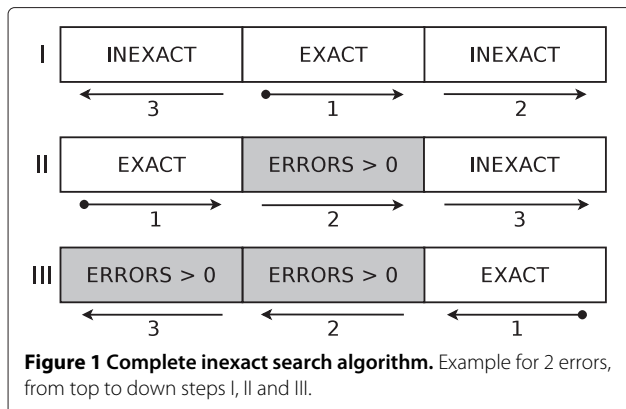 I INEXACT EXACT INEXACT
3 1 2
II EXACT ERRORS > 0 INEXACT
1 2 3
III ERRORS > 0 ERRORS > 0 EXACT
3 2 1
Figure 1 Complete inexact search algorithm. Example for 2 errors,
from top to down steps I, II and III.